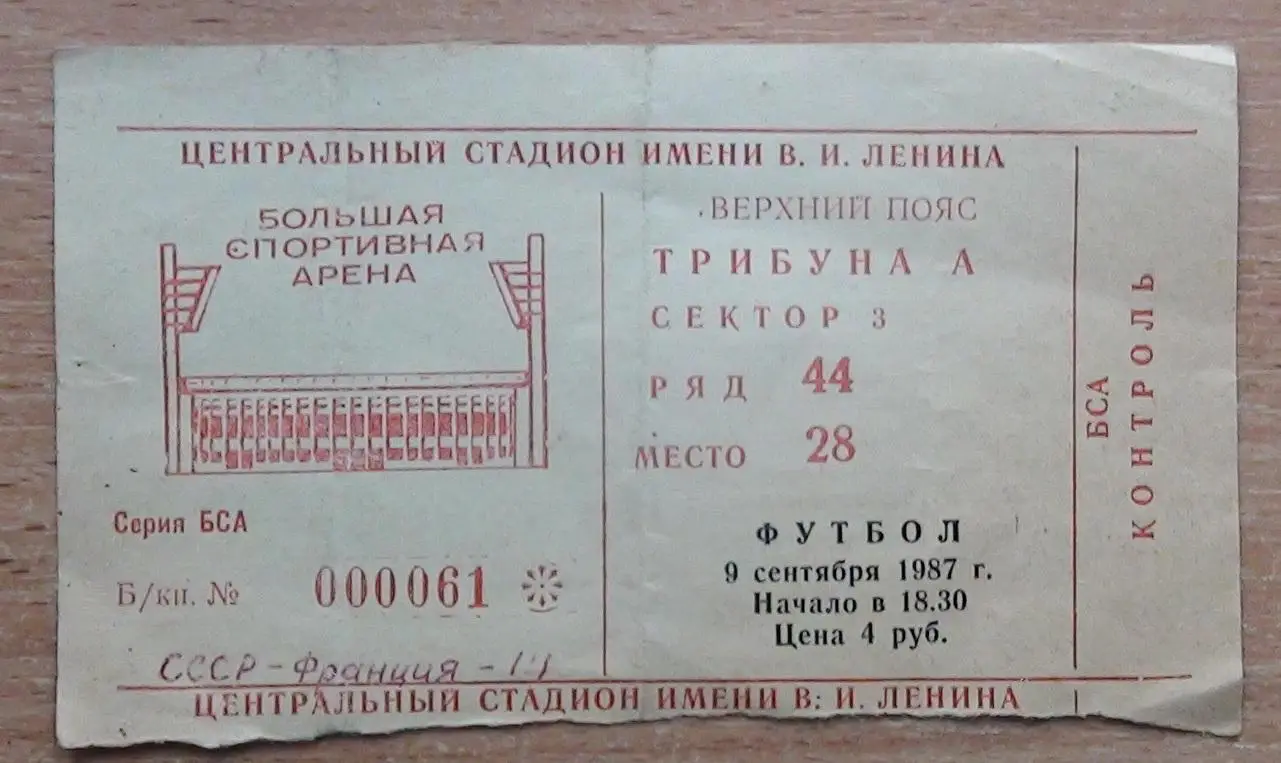 ЦЕНТРАЛЬНЫЙ СТАДИОН ИМЕНИ В. И. ЛЕНИНА
БОЛЬШАЯ
СПОРТИВНАЯ
АРЕНА
Серия БСА
Б/кн. № 000061
СССР - Франция - 1:1
ВЕРХНИЙ ПОЯС
ТРИБУНА А
СЕКТОР 3
РЯД 44
МЕСТО 28
ФУТБОЛ
9 сентября 1987 г.
Начало в 18.30
Цена 4 руб.
БСА
КОНТРОЛЬ
ЦЕНТРАЛЬНЫЙ СТАДИОН ИМЕНИ В. И. ЛЕНИНА